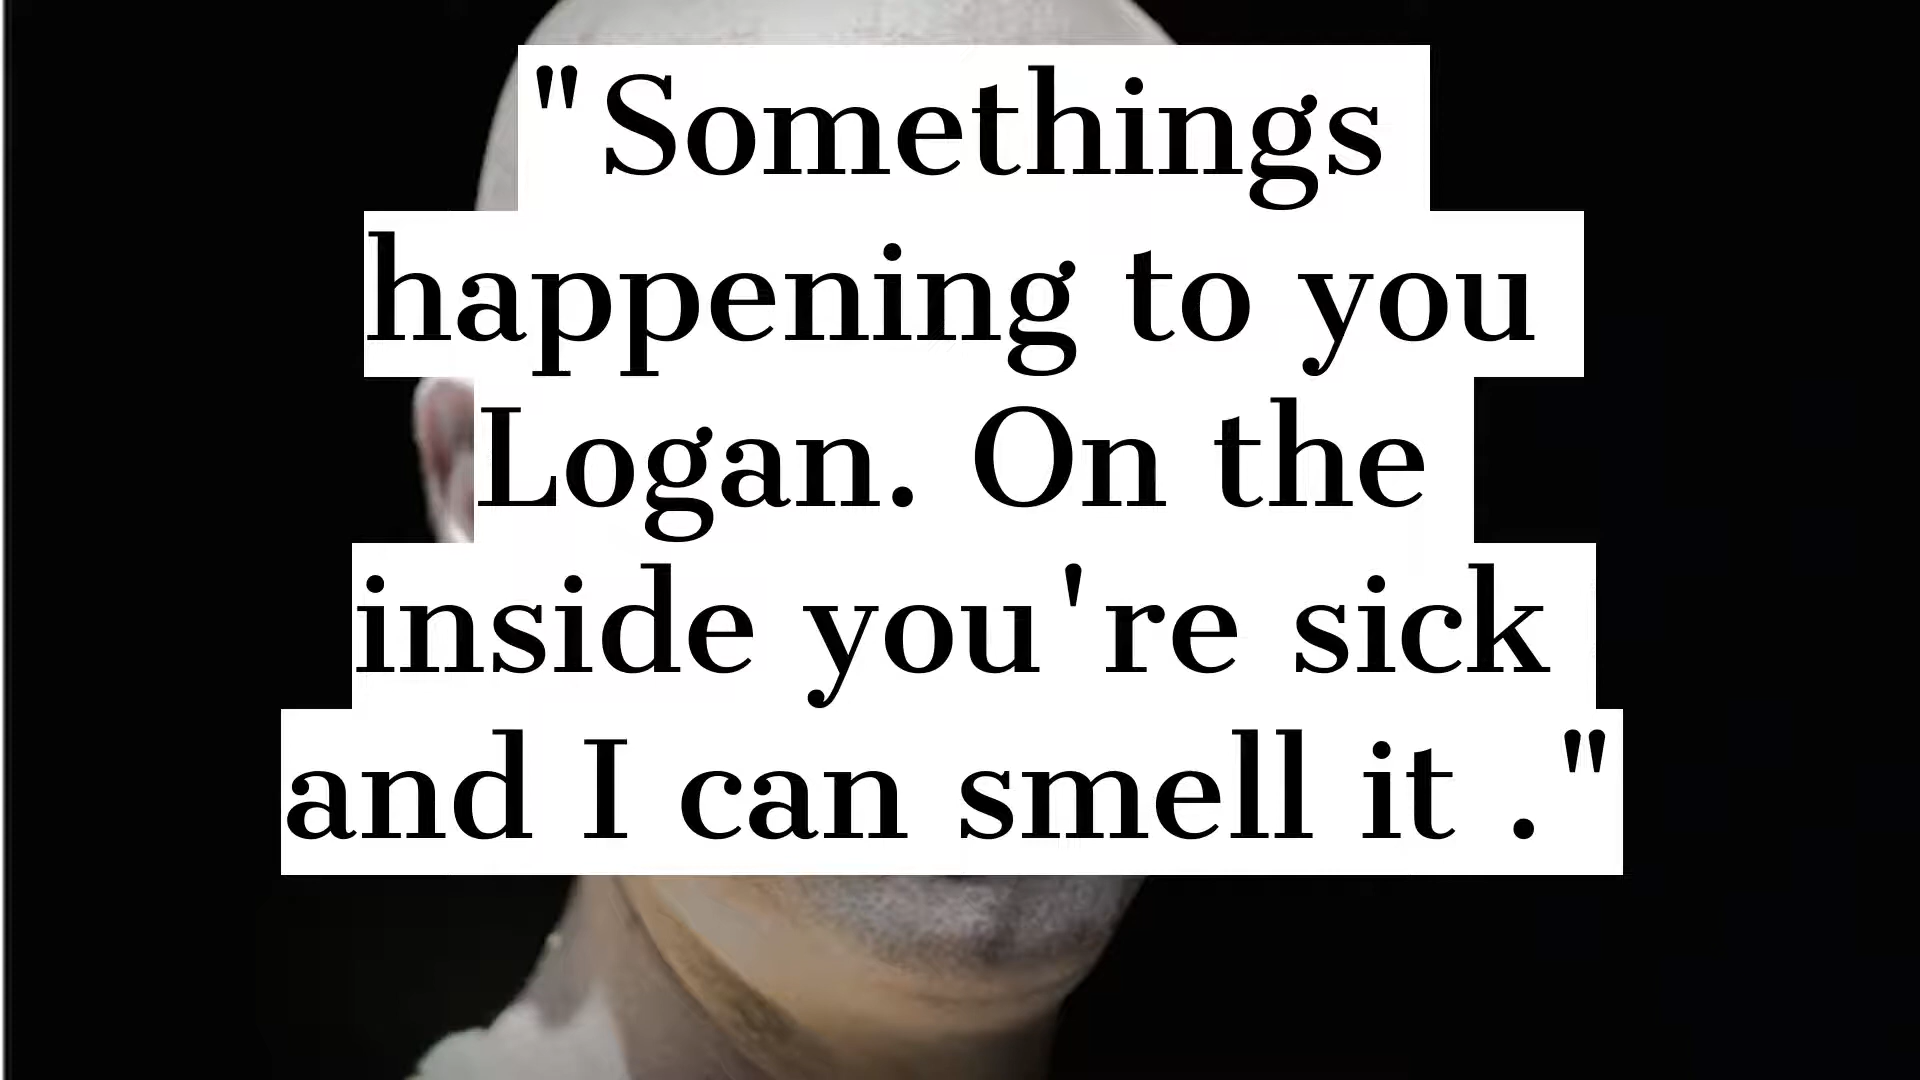 "Somethings
happening to you
Logan. On the
inside you're sick
and I can smell it ."